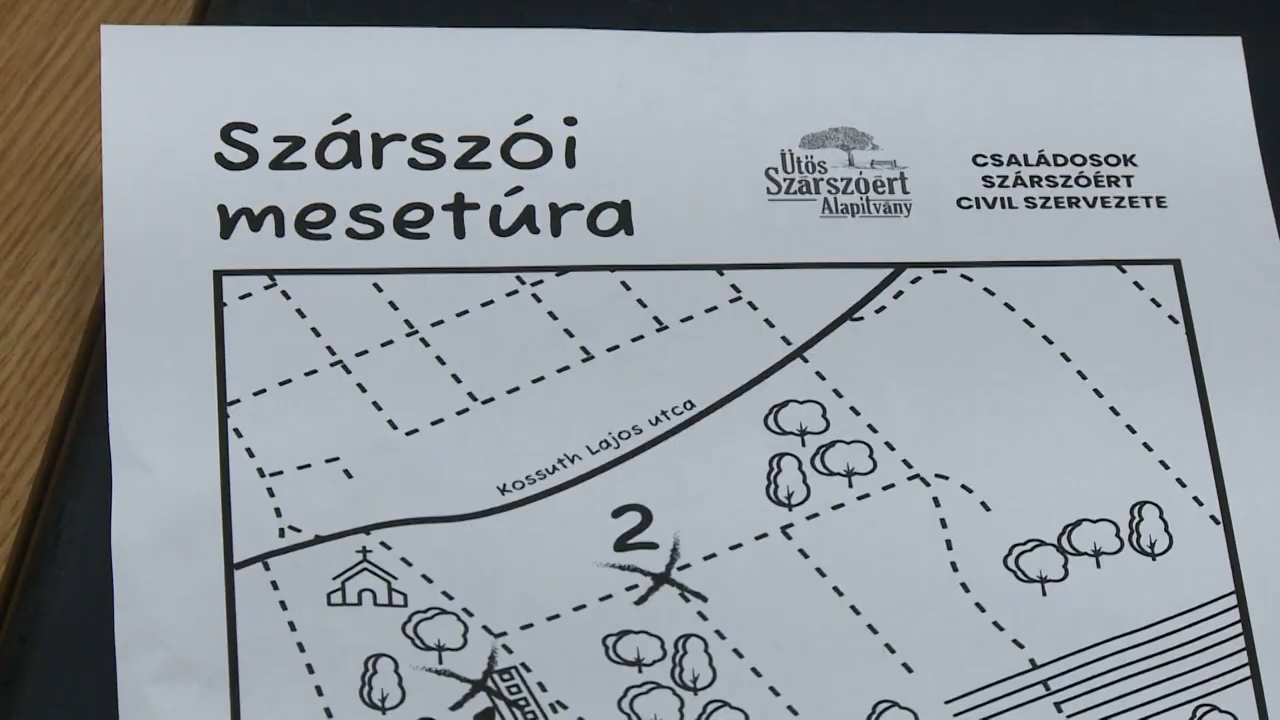 Szárszói
mesetúra
Ütös
Szárszóért
Alapítvány
CSALÁDOSOK
SZÁRSZÓÉRT
CIVIL SZERVEZETE
Kossuth Lajos utca
2